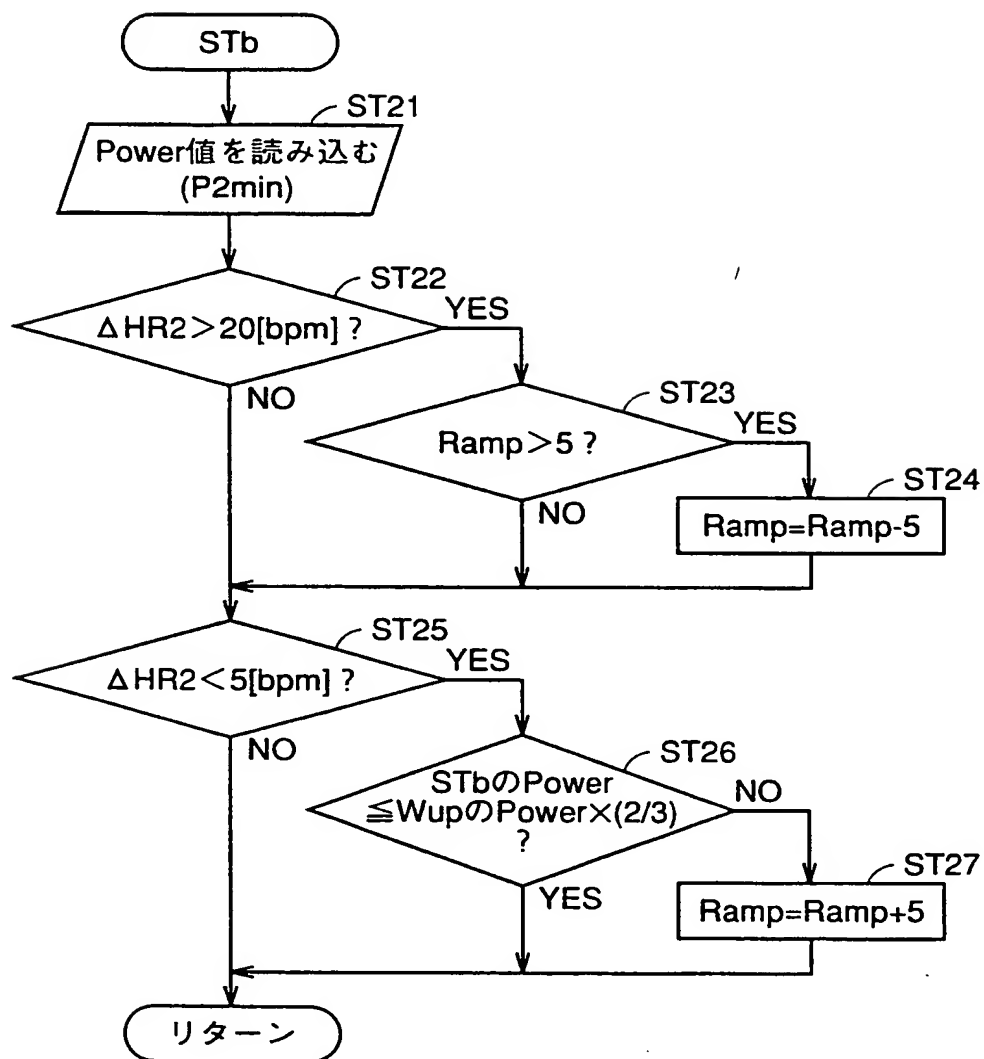 STb
ST21
Power値を読み込む
(P2min)
ST22
ΔHR2>20[bpm]?
YES
NO
ST23
Ramp>5?
YES
NO
ST24
Ramp=Ramp-5
ST25
ΔHR2<5[bpm]?
YES
NO
ST26
STbのPower
≦WupのPower×(2/3)
?
NO
YES
ST27
Ramp=Ramp+5
リターン